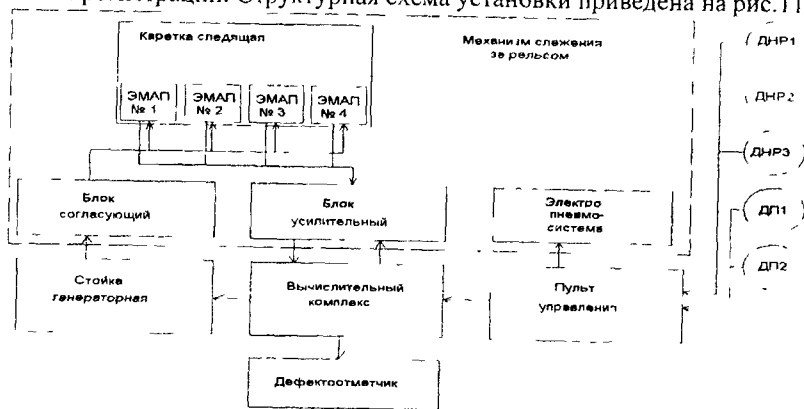 Структурная схема установки приведена на рис.11
Каретка следящая
Механизм слежения
за рельсом
ЭМАП
№ 1
ЭМАП
№ 2
ЭМАП
№ 3
ЭМАП
№ 4
ДНР1
ДНР2
ДНР3
ДП1
ДП2
Блок
согласующий
Блок
усилительный
Электро
пневмо-
система
Стойка
генераторная
Вычислительный
комплекс
Пульт
управления
Дефектоотметчик